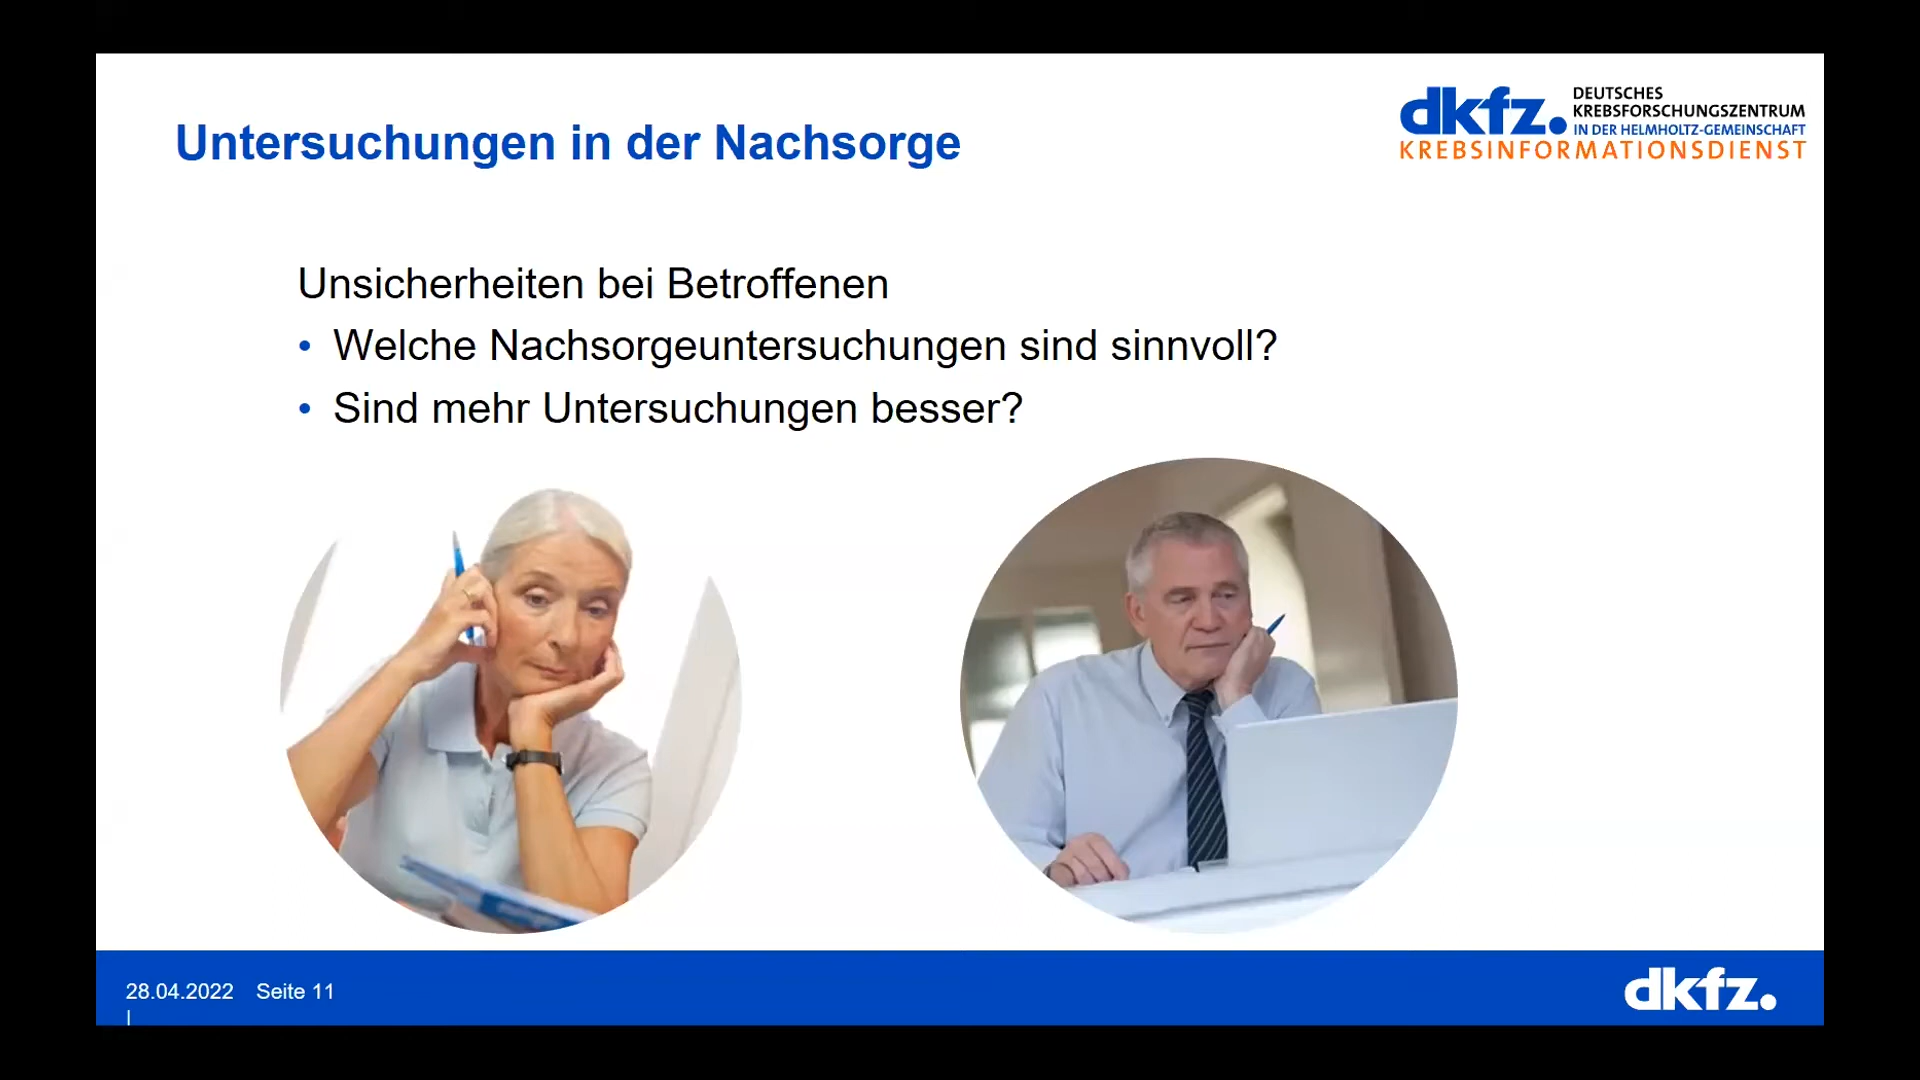 Untersuchungen in der Nachsorge
dkfz.
DEUTSCHES
KREBSFORSCHUNGSZENTRUM
IN DER HELMHOLTZ-GEMEINSCHAFT
KREBSINFORMATIONSDIENST
Unsicherheiten bei Betroffenen
• Welche Nachsorgeuntersuchungen sind sinnvoll?
• Sind mehr Untersuchungen besser?
28.04.2022 Seite 11
|
dkfz.